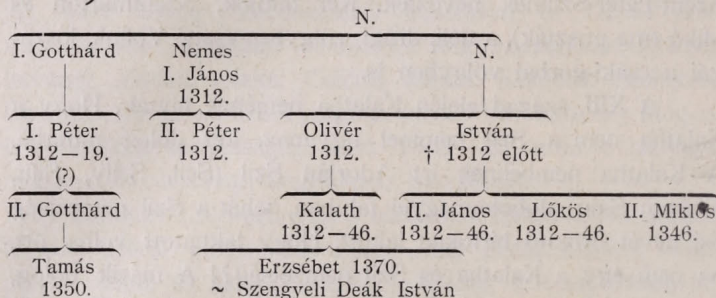 N.
I. Gotthárd Nemes N.
I. János
1312.
I. Péter II. Péter Olivér István
1312—19. 1312. 1312. † 1312 előtt
(?)
II. Gotthárd Kalath II. János Lőkös II. Miklós
1312—46. 1312—46. 1312—46. 1346.
Tamás Erzsébet 1370.
1350. ~ Szengyeli Deák István